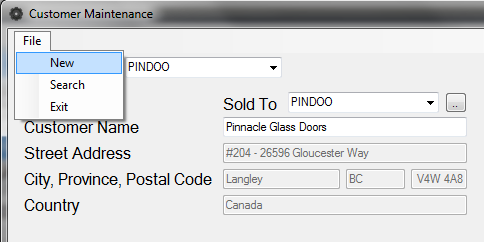 Customer Maintenance
File
New
PINDOO
Search
Exit
Sold To PINDOO ..
Customer Name Pinnacle Glass Doors
Street Address #204 - 26596 Gloucester Way
City, Province, Postal Code Langley BC V4W 4A8
Country Canada